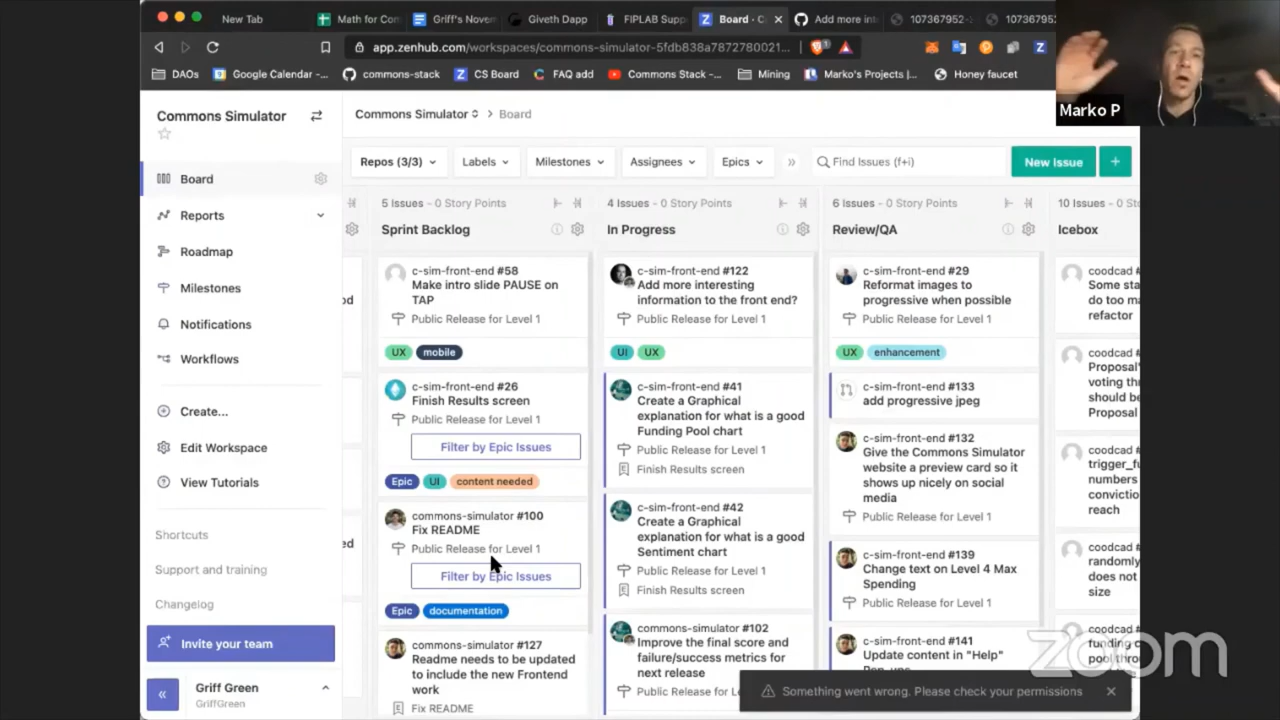 New Tab
Math for Con
Griff's Nover
Giveth Dapp
FIPLAB Supp
Board · C
Add more int
107367952-
107367952
app.zenhub.com/workspaces/commons-simulator-5fdb838a7872780021...
DAOs
Google Calendar -...
commons-stack
CS Board
FAQ add
Commons Stack -...
Mining
Marko's Projects |...
Honey faucet
Marko P
Commons Simulator
Board
Reports
Roadmap
Milestones
Notifications
Workflows
Create...
Edit Workspace
View Tutorials
Shortcuts
Support and training
Changelog
Invite your team
Griff Green
GriffGreen
Commons Simulator > Board
Repos (3/3)
Labels
Milestones
Assignees
Epics
Find Issues (f+i)
New Issue
+
5 Issues - 0 Story Points
Sprint Backlog
c-sim-front-end #58
Make intro slide PAUSE on
TAP
Public Release for Level 1
UX mobile
c-sim-front-end #26
Finish Results screen
Public Release for Level 1
Filter by Epic Issues
Epic UI content needed
commons-simulator #100
Fix README
Public Release for Level 1
Filter by Epic Issues
Epic documentation
commons-simulator #127
Readme needs to be updated
to include the new Frontend
work
Fix README
4 Issues - 0 Story Points
In Progress
c-sim-front-end #122
Add more interesting
information to the front end?
Public Release for Level 1
UI UX
c-sim-front-end #41
Create a Graphical
explanation for what is a good
Funding Pool chart
Public Release for Level 1
Finish Results screen
c-sim-front-end #42
Create a Graphical
explanation for what is a good
Sentiment chart
Public Release for Level 1
Finish Results screen
commons-simulator #102
Improve the final score and
failure/success metrics for
next release
Public Release for Level
6 Issues - 0 Story Points
Review/QA
c-sim-front-end #29
Reformat images to
progressive when possible
Public Release for Level 1
UX enhancement
c-sim-front-end #133
add progressive jpeg
c-sim-front-end #132
Give the Commons Simulator
website a preview card so it
shows up nicely on social
media
Public Release for Level 1
c-sim-front-end #139
Change text on Level 4 Max
Spending
Public Release for Level 1
c-sim-front-end #141
Update content in "Help"
10 Issues - 0 S
Icebox
coodcad #
Some sta
do too ma
refactor
coodcad #
Proposal'
voting thr
should be
Proposal
coodcad #
trigger_fu
numbers
convictio
reach
coodcad #
randomly
does not
size
coodcad #
funding
pool thro
Something went wrong. Please check your permissions
zoom